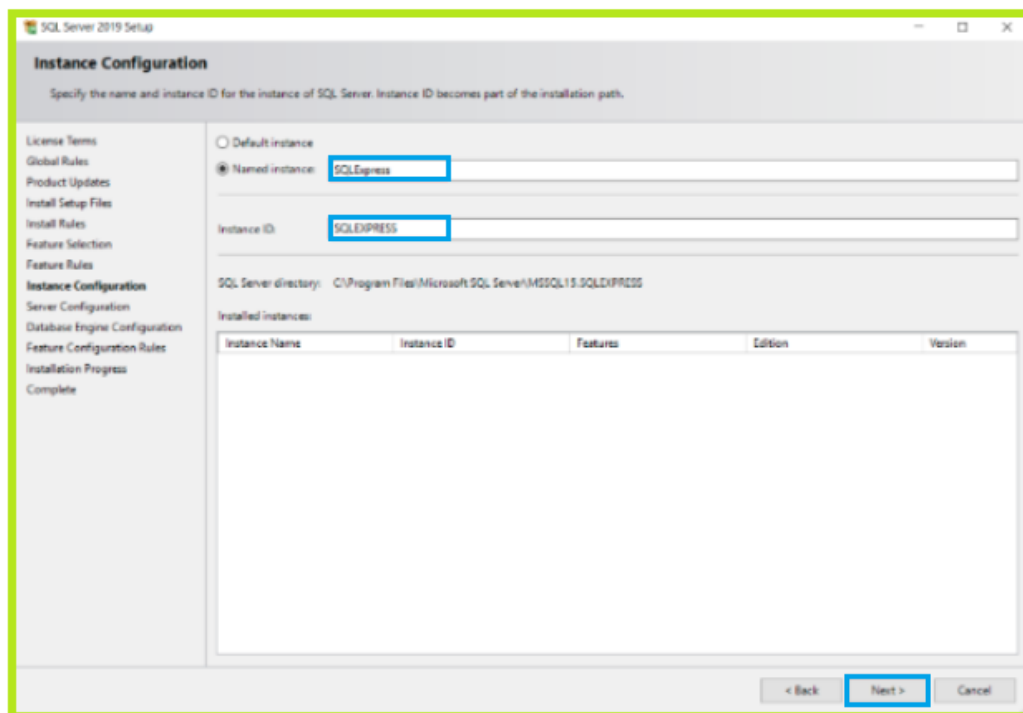 SQL Server 2019 Setup
Instance Configuration
Specify the name and instance ID for the instance of SQL Server. Instance ID becomes part of the installation path.
License Terms
Global Rules
Product Updates
Install Setup Files
Install Rules
Feature Selection
Feature Rules
Instance Configuration
Server Configuration
Database Engine Configuration
Feature Configuration Rules
Installation Progress
Complete
Default instance
Named instance: SQLExpress
Instance ID: SQLEXPRESS
SQL Server directory: C:\Program Files\Microsoft SQL Server\MSSQL15.SQLEXPRESS
Installed instances:
Instance Name Instance ID Features Edition Version
< Back Next > Cancel